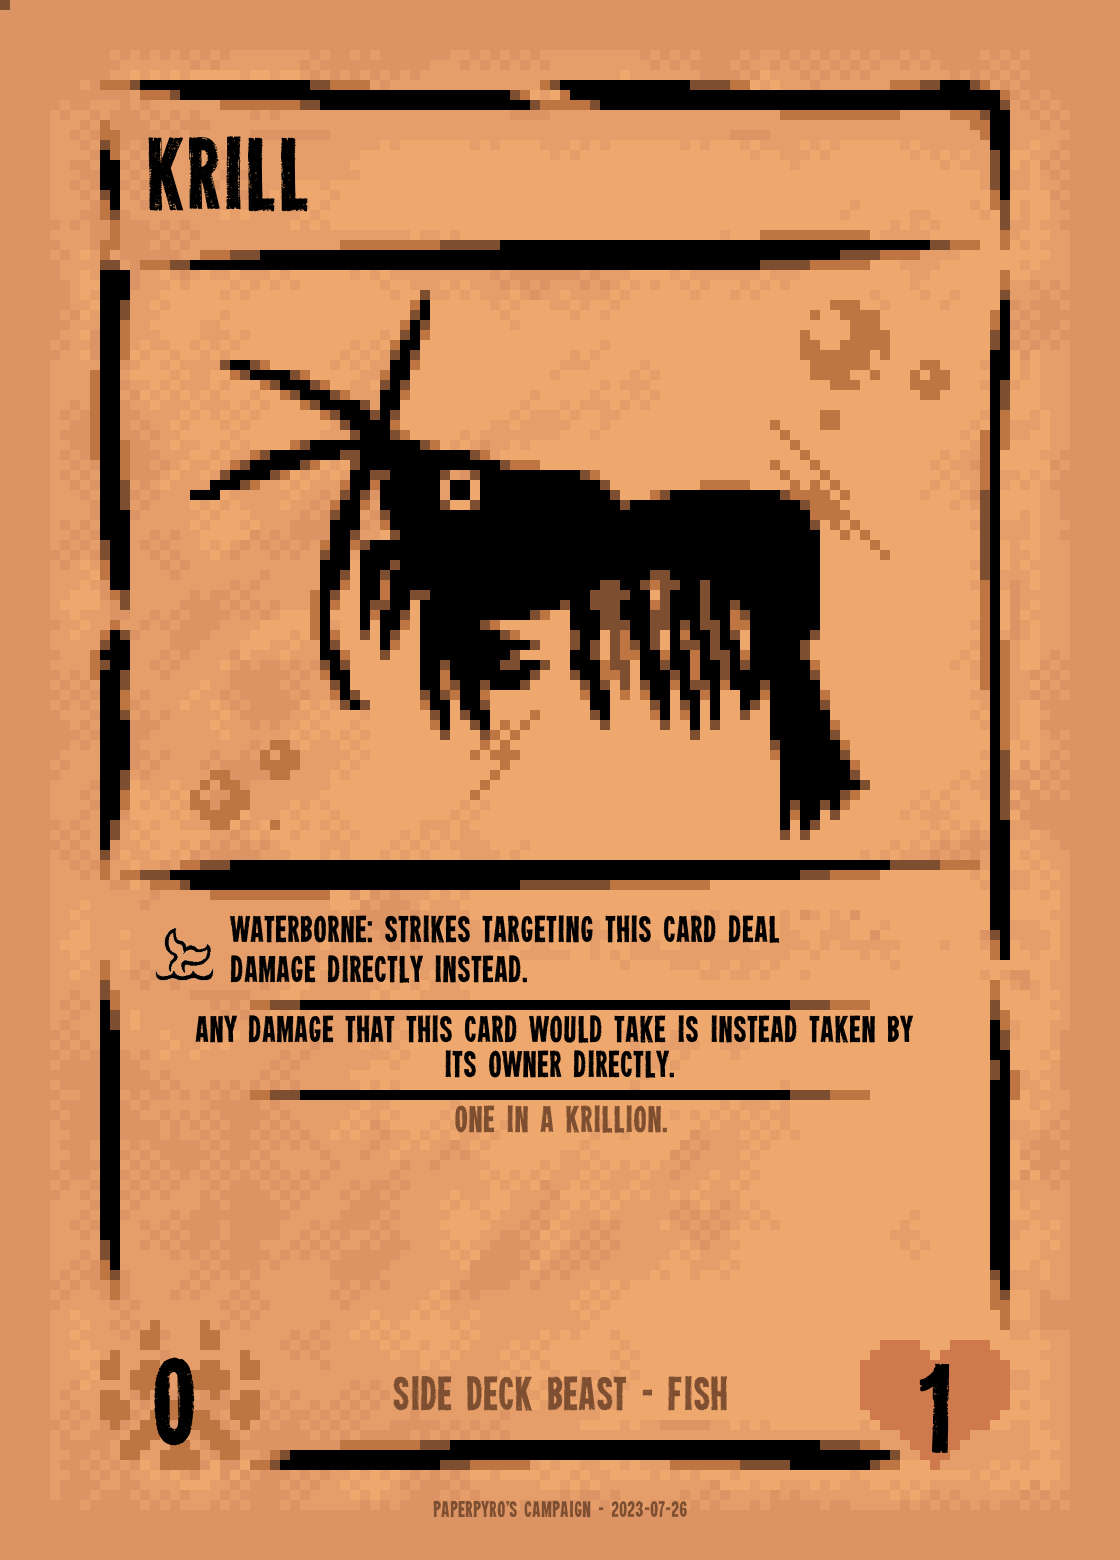 KRILL
WATERBORNE: STRIKES TARGETING THIS CARD DEAL
DAMAGE DIRECTLY INSTEAD.
ANY DAMAGE THAT THIS CARD WOULD TAKE IS INSTEAD TAKEN BY
ITS OWNER DIRECTLY.
ONE IN A KRILLION.
0
SIDE DECK BEAST - FISH
1
PAPERPYRO'S CAMPAIGN - 2023-07-26